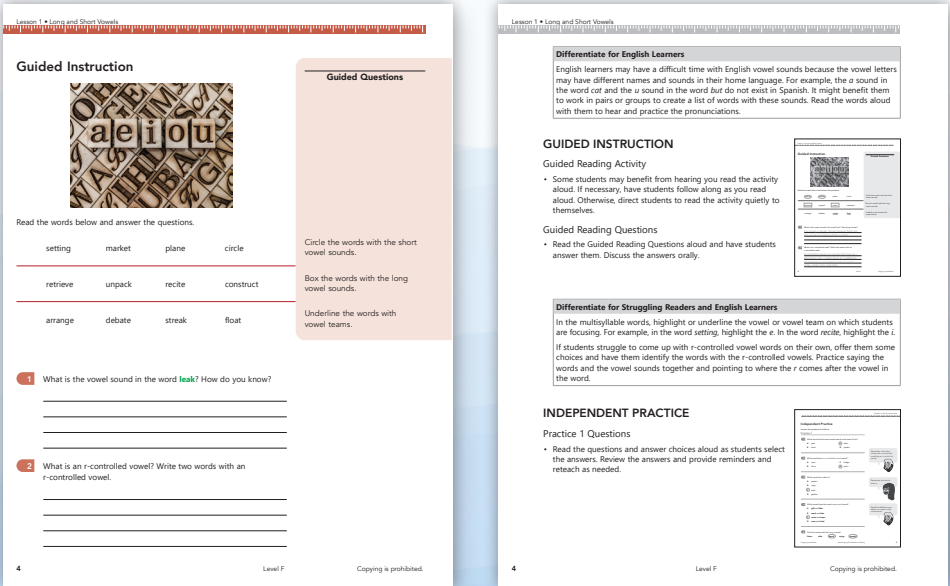 Lesson 1 • Long and Short Vowels
Guided Instruction
aeiou
Read the words below and answer the questions.
setting market plane circle
retrieve unpack recite construct
arrange debate streak float
Guided Questions
Circle the words with the short
vowel sounds.
Box the words with the long
vowel sounds.
Underline the words with
vowel teams.
1 What is the vowel sound in the word leak? How do you know?
2 What is an r-controlled vowel? Write two words with an
r-controlled vowel.
4 Level F Copying is prohibited.
Lesson 1 • Long and Short Vowels
Differentiate for English Learners
English learners may have a difficult time with English vowel sounds because the vowel letters
may have different names and sounds in their home language. For example, the a sound in
the word cat and the u sound in the word but do not exist in Spanish. It might benefit them
to work in pairs or groups to create a list of words with these sounds. Read the words aloud
with them to hear and practice the pronunciations.
GUIDED INSTRUCTION
Guided Reading Activity
• Some students may benefit from hearing you read the activity
aloud. If necessary, have students follow along as you read
aloud. Otherwise, direct students to read the activity quietly to
themselves.
Guided Reading Questions
• Read the Guided Reading Questions aloud and have students
answer them. Discuss the answers orally.
Differentiate for Struggling Readers and English Learners
In the multisyllable words, highlight or underline the vowel or vowel team on which students
are focusing. For example, in the word setting, highlight the e. In the word recite, highlight the i.
If students struggle to come up with r-controlled vowel words on their own, offer them some
choices and have them identify the words with the r-controlled vowels. Practice saying the
words and the vowel sounds together and pointing to where the r comes after the vowel in
the word.
INDEPENDENT PRACTICE
Practice 1 Questions
• Read the questions and answer choices aloud as students select
the answers. Review the answers and provide reminders and
reteach as needed.
Guided Instruction
Independent Practice
4 Level F Copying is prohibited.